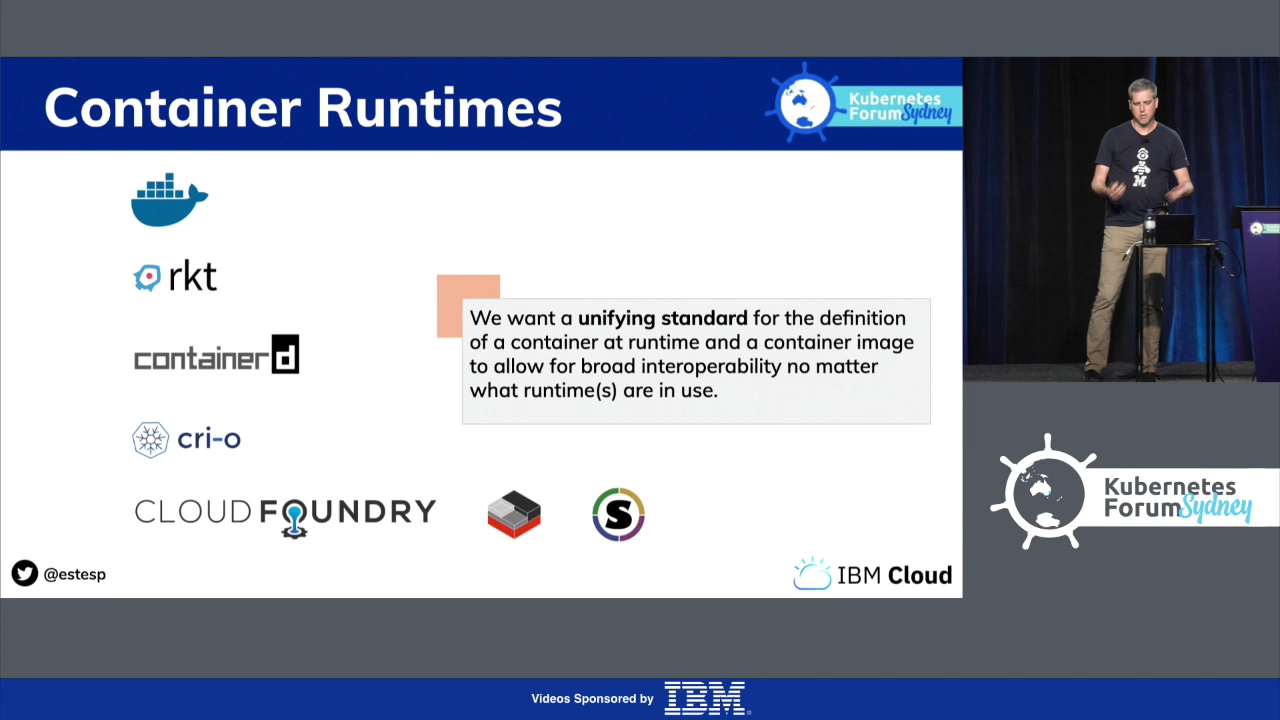 Container Runtimes
Kubernetes
Forum Sydney
rkt
We want a unifying standard for the definition
of a container at runtime and a container image
to allow for broad interoperability no matter
what runtime(s) are in use.
containerd
cri-o
CLOUD FOUNDRY
S
@estesp
IBM Cloud
M
Kubernetes
Forum Sydney
Videos Sponsored by IBM